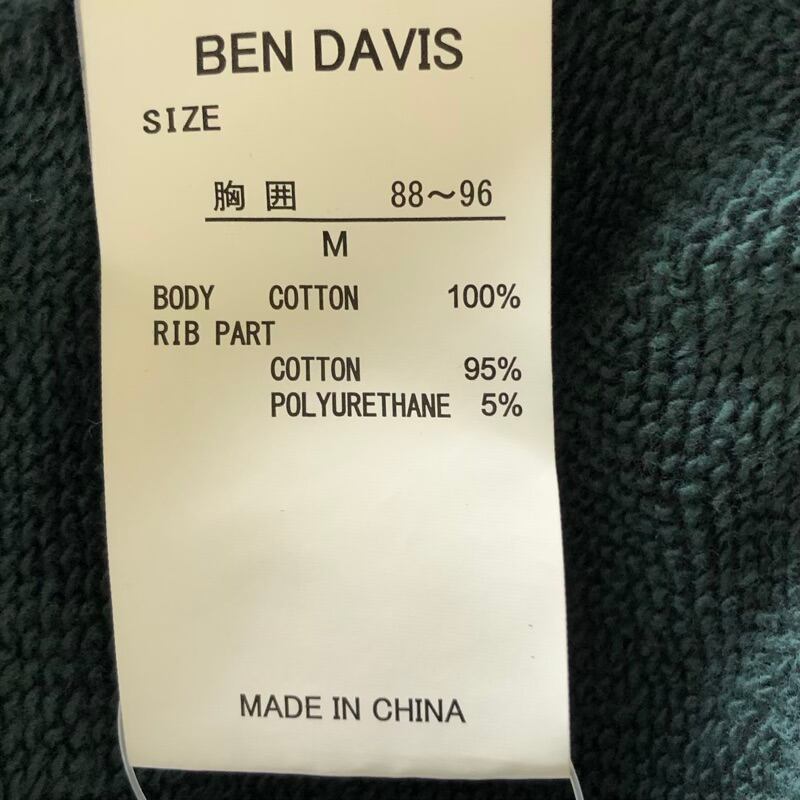 BEN DAVIS
SIZE
胸囲 88～96
M
BODY COTTON 100%
RIB PART
COTTON 95%
POLYURETHANE 5%
MADE IN CHINA